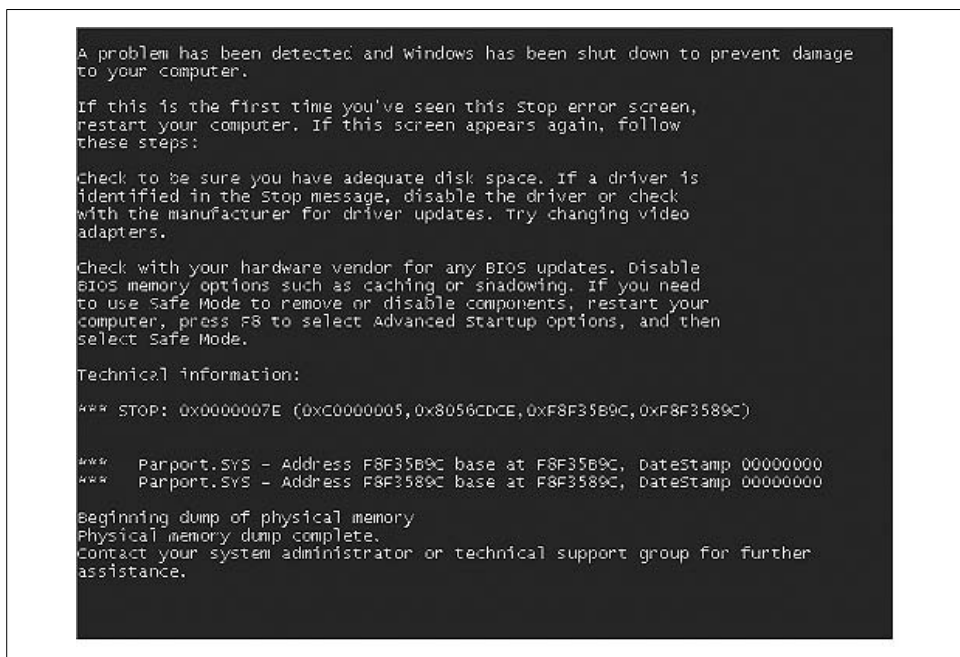 A problem has been detected and Windows has been shut down to prevent damage
to your computer.
If this is the first time you've seen this Stop error screen,
restart your computer. If this screen appears again, follow
these steps:
Check to be sure you have adequate disk space. If a driver is
identified in the Stop message, disable the driver or check
with the manufacturer for driver updates. Try changing video
adapters.
Check with your hardware vendor for any BIOS updates. Disable
BIOS memory options such as caching or shadowing. If you need
to use Safe Mode to remove or disable components, restart your
computer, press F8 to select Advanced Startup Options, and then
select Safe Mode.
Technical information:
*** STOP: 0x0000007E (0xC0000005,0x8056CDCE,0xF8F35B9C,0xF8F3589C)
*** Parport.SYS - Address F8F35B9C base at F8F35B9C, DateStamp 00000000
*** Parport.SYS - Address F8F3589C base at F8F3589C, DateStamp 00000000
Beginning dump of physical memory
Physical memory dump complete.
Contact your system administrator or technical support group for further
assistance.